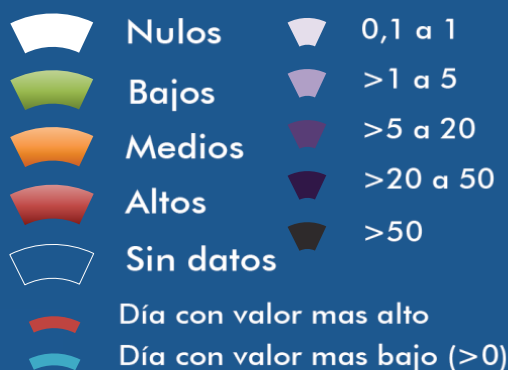 Nulos
Bajos
Medios
Altos
Sin datos
0,1 a 1
>1 a 5
>5 a 20
>20 a 50
>50
Día con valor mas alto
Día con valor mas bajo (>0)